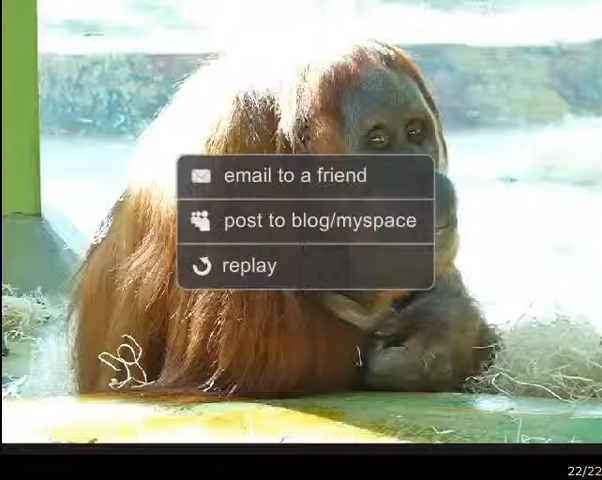 email to a friend
post to blog/myspace
replay
22/22